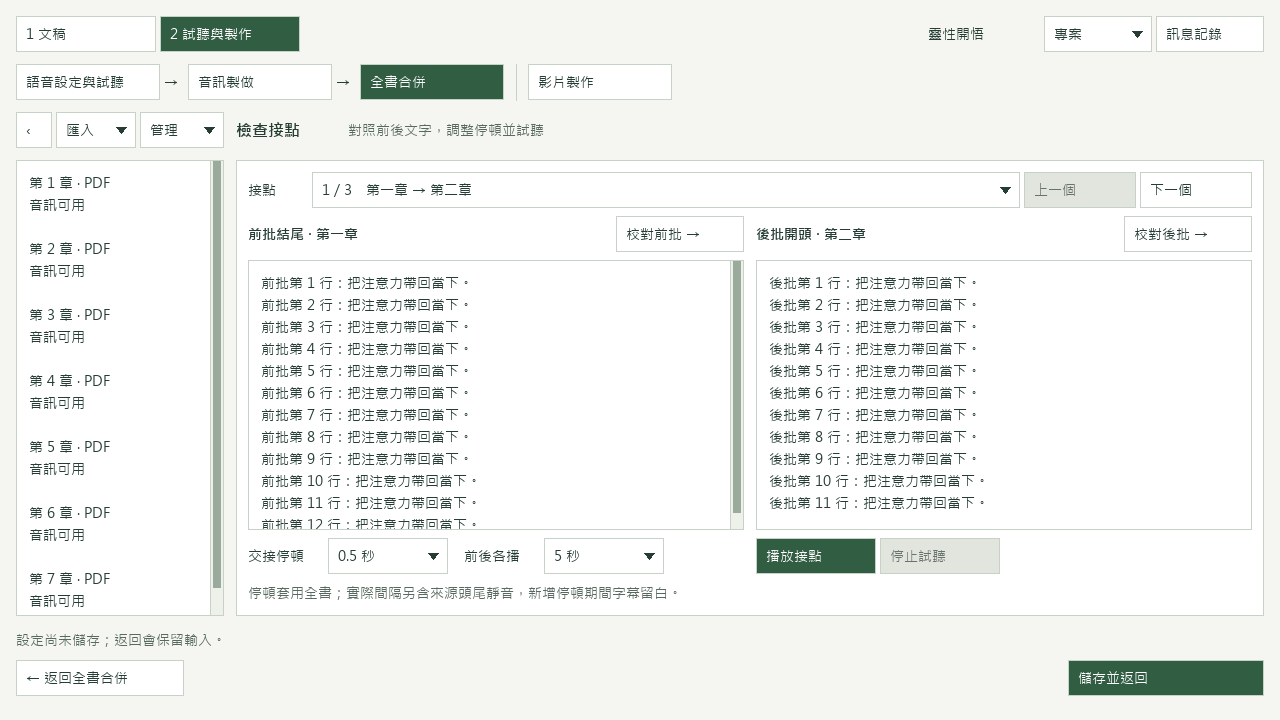 1 文稿
2 試聽與製作
靈性開悟
專案
訊息記錄
語音設定與試聽
→
音訊製做
→
全書合併
影片製作
‹
匯入
管理
檢查接點
對照前後文字，調整停頓並試聽
第 1 章 · PDF
音訊可用
第 2 章 · PDF
音訊可用
第 3 章 · PDF
音訊可用
第 4 章 · PDF
音訊可用
第 5 章 · PDF
音訊可用
第 6 章 · PDF
音訊可用
第 7 章 · PDF
音訊可用
接點
1 / 3　第一章 → 第二章
上一個
下一個
前批結尾 · 第一章
校對前批 →
前批第 1 行：把注意力帶回當下。
前批第 2 行：把注意力帶回當下。
前批第 3 行：把注意力帶回當下。
前批第 4 行：把注意力帶回當下。
前批第 5 行：把注意力帶回當下。
前批第 6 行：把注意力帶回當下。
前批第 7 行：把注意力帶回當下。
前批第 8 行：把注意力帶回當下。
前批第 9 行：把注意力帶回當下。
前批第 10 行：把注意力帶回當下。
前批第 11 行：把注意力帶回當下。
前批第 12 行：把注意力帶回當下。
後批開頭 · 第二章
校對後批 →
後批第 1 行：把注意力帶回當下。
後批第 2 行：把注意力帶回當下。
後批第 3 行：把注意力帶回當下。
後批第 4 行：把注意力帶回當下。
後批第 5 行：把注意力帶回當下。
後批第 6 行：把注意力帶回當下。
後批第 7 行：把注意力帶回當下。
後批第 8 行：把注意力帶回當下。
後批第 9 行：把注意力帶回當下。
後批第 10 行：把注意力帶回當下。
後批第 11 行：把注意力帶回當下。
交接停頓
0.5 秒
前後各播
5 秒
播放接點
停止試聽
停頓套用全書；實際間隔另含來源頭尾靜音，新增停頓期間字幕留白。
設定尚未儲存；返回會保留輸入。
← 返回全書合併
儲存並返回